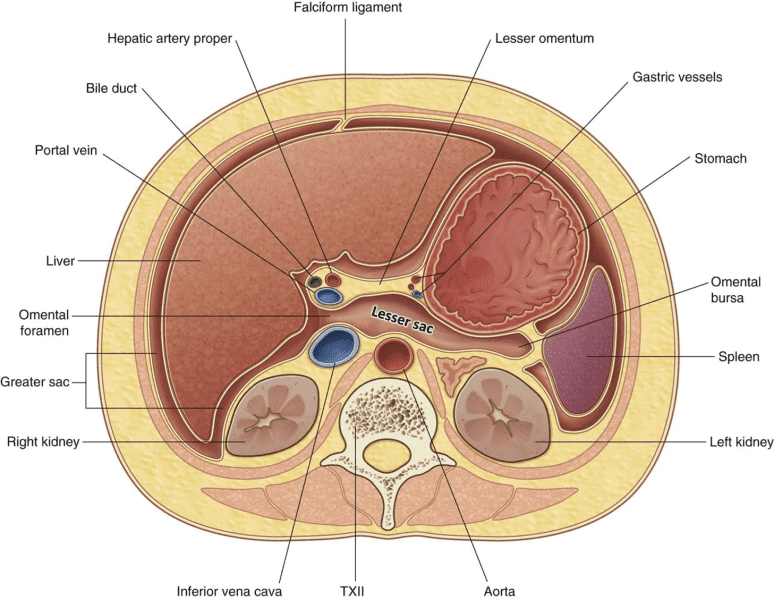 Falciform ligament
Hepatic artery proper
Lesser omentum
Bile duct
Gastric vessels
Portal vein
Stomach
Liver
Omental
bursa
Omental
foramen
Lesser sac
Spleen
Greater sac
Right kidney
Left kidney
Inferior vena cava
TXII
Aorta